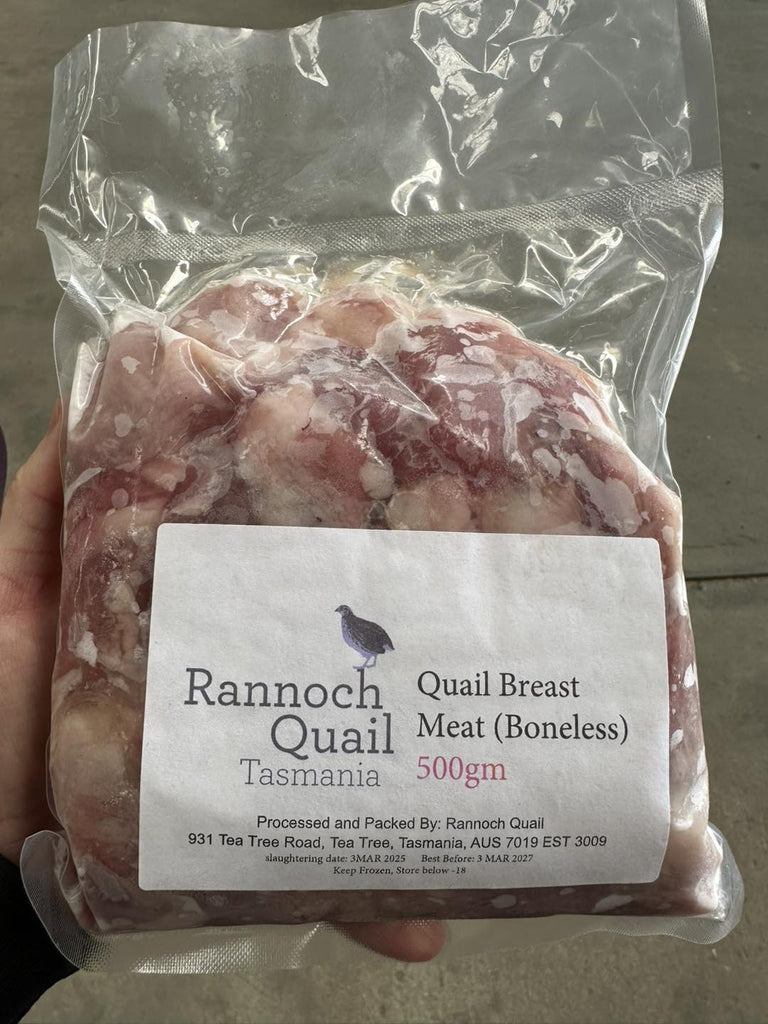 Rannoch
Quail
Tasmania
Quail Breast
Meat (Boneless)
500gm
Processed and Packed By: Rannoch Quail
931 Tea Tree Road, Tea Tree, Tasmania, AUS 7019 EST 3009
slaughtering date: 3MAR 2025 Best Before: 3 MAR 2027
Keep Frozen, Store below -18